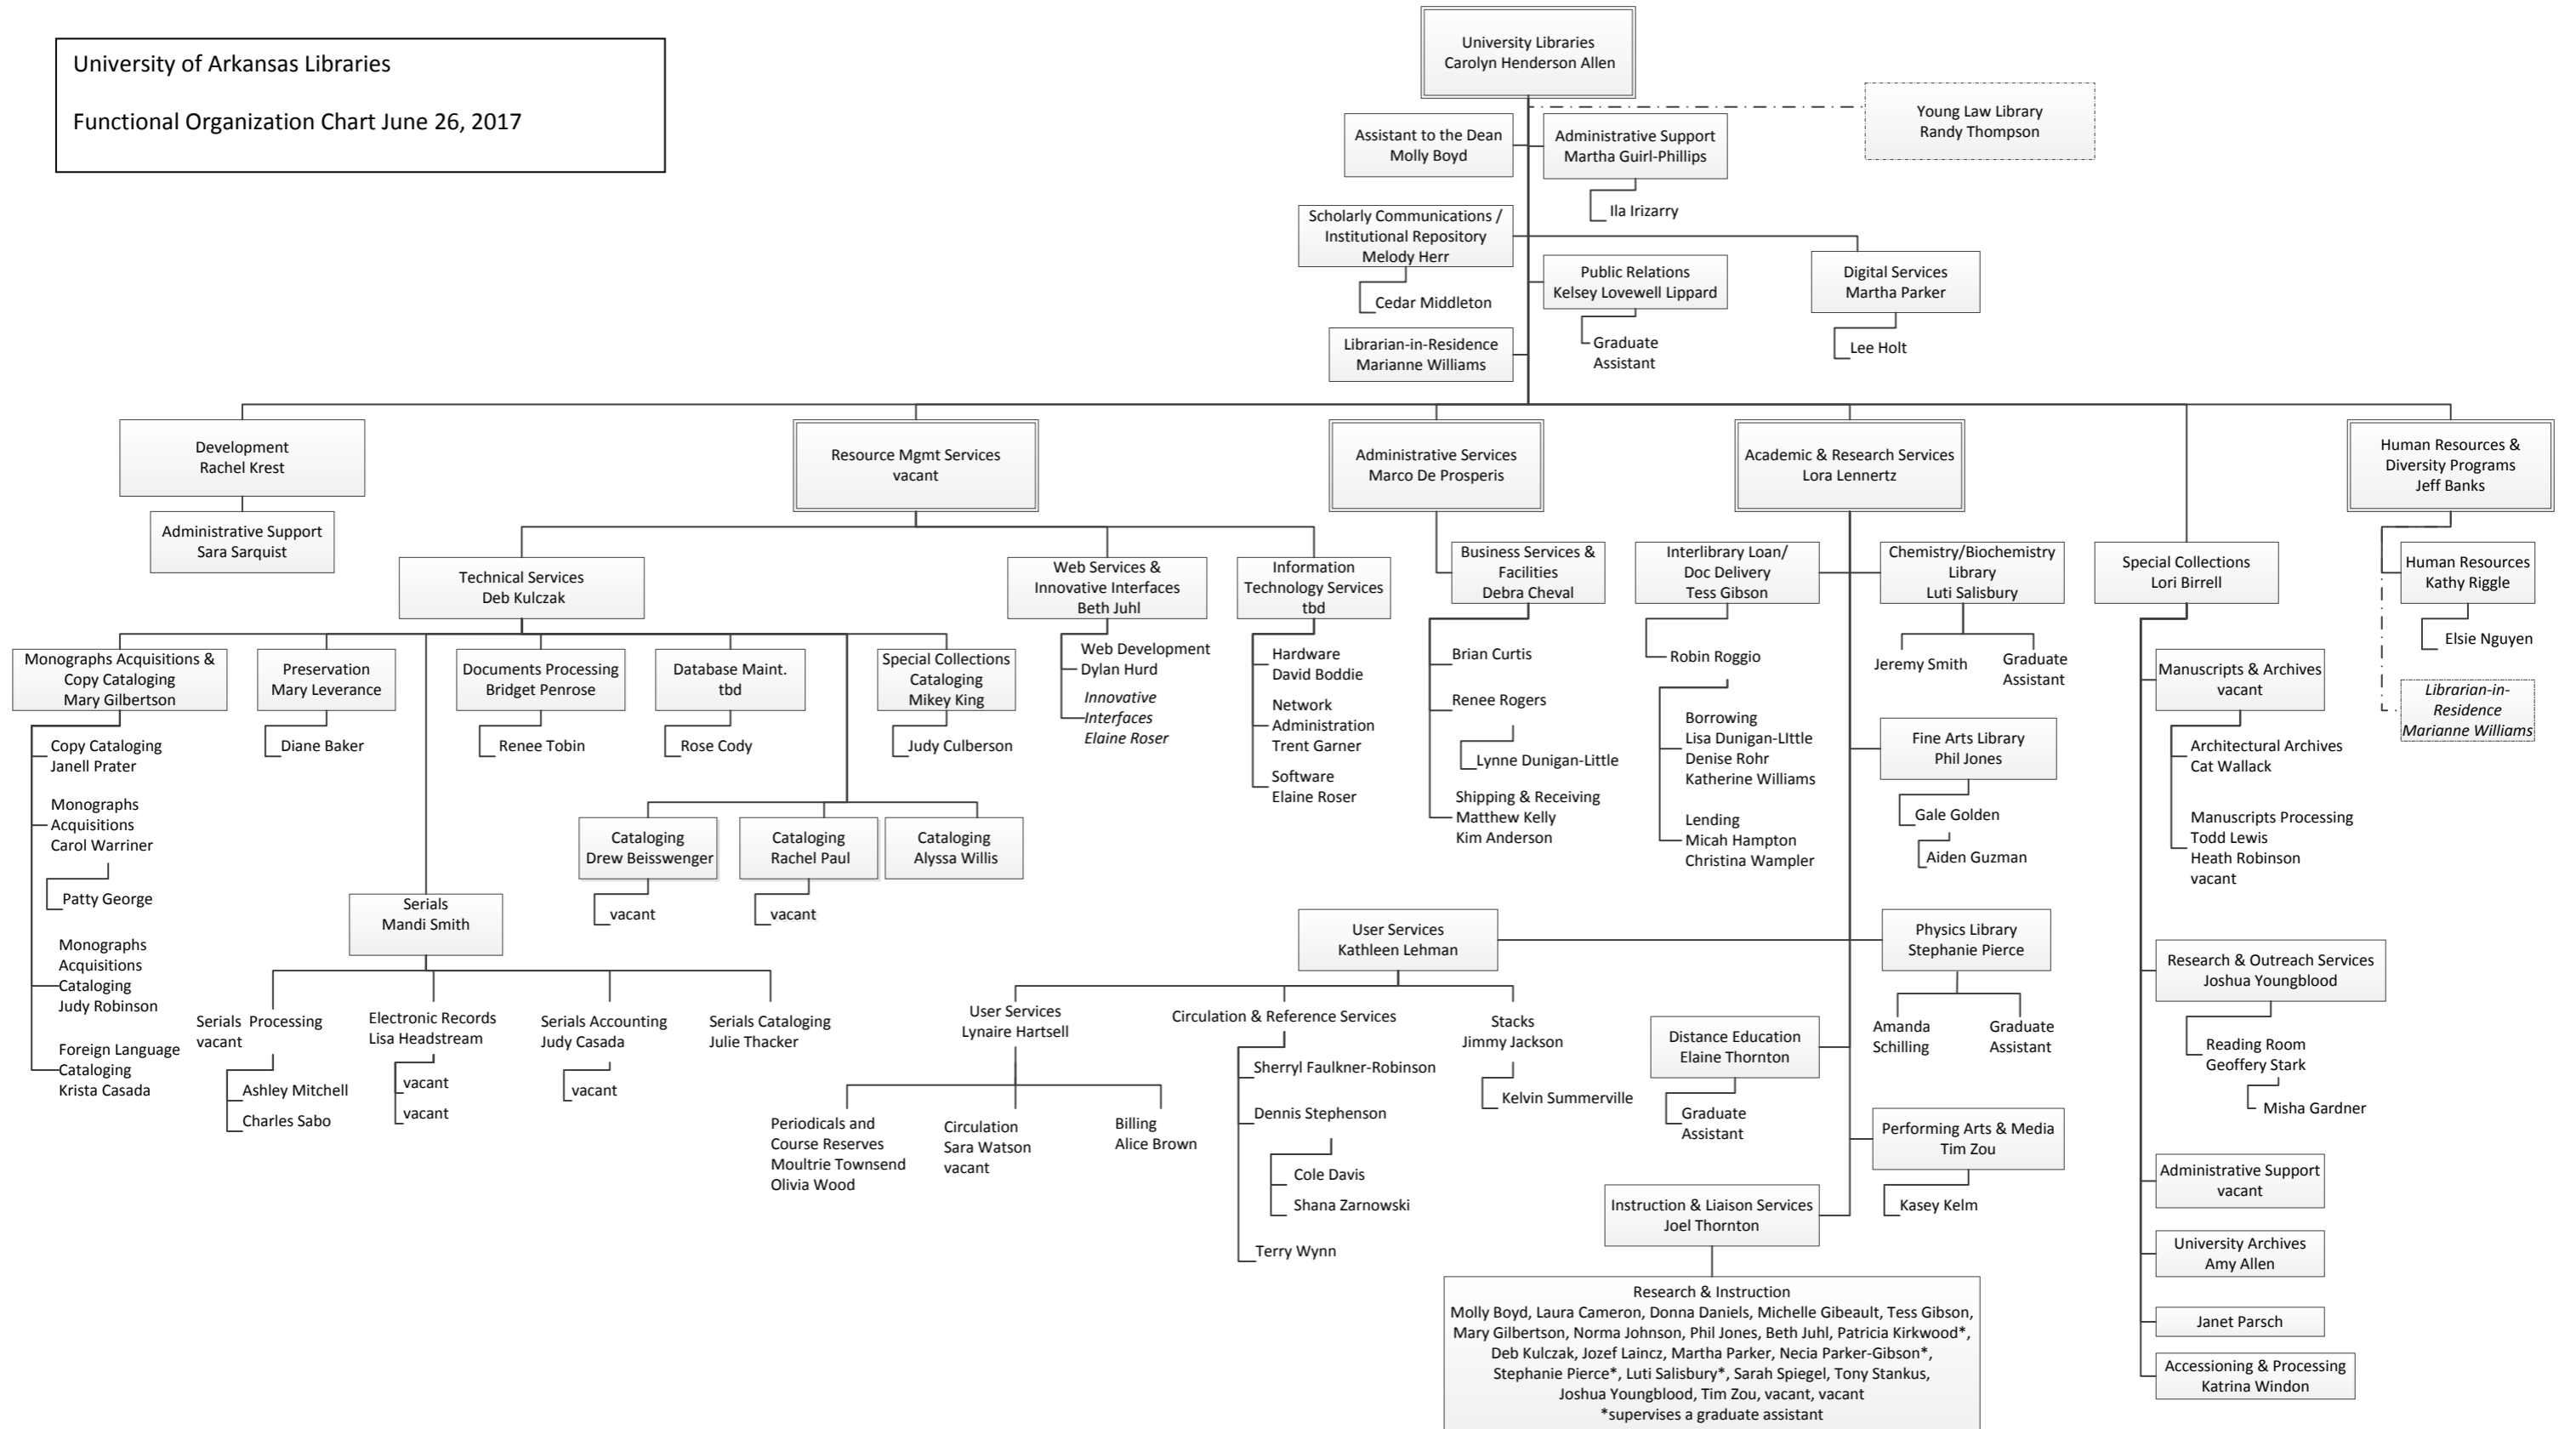 University of Arkansas Libraries
Functional Organization Chart June 26, 2017
University Libraries
Carolyn Henderson Allen
Young Law Library
Randy Thompson
Assistant to the Dean
Molly Boyd
Administrative Support
Martha Guirl-Phillips
Ila Irizarry
Scholarly Communications /
Institutional Repository
Melody Herr
Cedar Middleton
Public Relations
Kelsey Lovewell Lippard
Graduate
Assistant
Digital Services
Martha Parker
Lee Holt
Librarian-in-Residence
Marianne Williams
Development
Rachel Krest
Administrative Support
Sara Sarquist
Resource Mgmt Services
vacant
Administrative Services
Marco De Prosperis
Academic & Research Services
Lora Lennertz
Human Resources &
Diversity Programs
Jeff Banks
Technical Services
Deb Kulczak
Web Services &
Innovative Interfaces
Beth Juhl
Information
Technology Services
tbd
Business Services &
Facilities
Debra Cheval
Interlibrary Loan/
Doc Delivery
Tess Gibson
Chemistry/Biochemistry
Library
Luti Salisbury
Special Collections
Lori Birrell
Human Resources
Kathy Riggle
Elsie Nguyen
Librarian-in-
Residence
Marianne Williams
Monographs Acquisitions &
Copy Cataloging
Mary Gilbertson
Copy Cataloging
Janell Prater
Monographs
Acquisitions
Carol Warriner
Patty George
Monographs
Acquisitions
Cataloging
Judy Robinson
Foreign Language
Cataloging
Krista Casada
Preservation
Mary Leverance
Diane Baker
Documents Processing
Bridget Penrose
Renee Tobin
Database Maint.
tbd
Rose Cody
Special Collections
Cataloging
Mikey King
Judy Culberson
Cataloging
Drew Beisswenger
vacant
Cataloging
Rachel Paul
vacant
Cataloging
Alyssa Willis
Serials
Mandi Smith
Serials Processing
vacant
Ashley Mitchell
Charles Sabo
Electronic Records
Lisa Headstream
vacant
vacant
Serials Accounting
Judy Casada
vacant
Serials Cataloging
Julie Thacker
Web Development
Dylan Hurd
Innovative
Interfaces
Elaine Roser
Hardware
David Boddie
Network
Administration
Trent Garner
Software
Elaine Roser
Brian Curtis
Renee Rogers
Lynne Dunigan-Little
Shipping & Receiving
Matthew Kelly
Kim Anderson
Robin Roggio
Borrowing
Lisa Dunigan-LIttle
Denise Rohr
Katherine Williams
Lending
Micah Hampton
Christina Wampler
Jeremy Smith
Graduate
Assistant
Fine Arts Library
Phil Jones
Gale Golden
Aiden Guzman
User Services
Kathleen Lehman
User Services
Lynaire Hartsell
Periodicals and
Course Reserves
Moultrie Townsend
Olivia Wood
Circulation
Sara Watson
vacant
Billing
Alice Brown
Circulation & Reference Services
Sherryl Faulkner-Robinson
Dennis Stephenson
Cole Davis
Shana Zarnowski
Terry Wynn
Stacks
Jimmy Jackson
Kelvin Summerville
Physics Library
Stephanie Pierce
Amanda
Schilling
Graduate
Assistant
Distance Education
Elaine Thornton
Graduate
Assistant
Performing Arts & Media
Tim Zou
Kasey Kelm
Instruction & Liaison Services
Joel Thornton
Research & Instruction
Molly Boyd, Laura Cameron, Donna Daniels, Michelle Gibeault, Tess Gibson,
Mary Gilbertson, Norma Johnson, Phil Jones, Beth Juhl, Patricia Kirkwood*,
Deb Kulczak, Jozef Laincz, Martha Parker, Necia Parker-Gibson*,
Stephanie Pierce*, Luti Salisbury*, Sarah Spiegel, Tony Stankus,
Joshua Youngblood, Tim Zou, vacant, vacant
*supervises a graduate assistant
Manuscripts & Archives
vacant
Architectural Archives
Cat Wallack
Manuscripts Processing
Todd Lewis
Heath Robinson
vacant
Research & Outreach Services
Joshua Youngblood
Reading Room
Geoffery Stark
Misha Gardner
Administrative Support
vacant
University Archives
Amy Allen
Janet Parsch
Accessioning & Processing
Katrina Windon